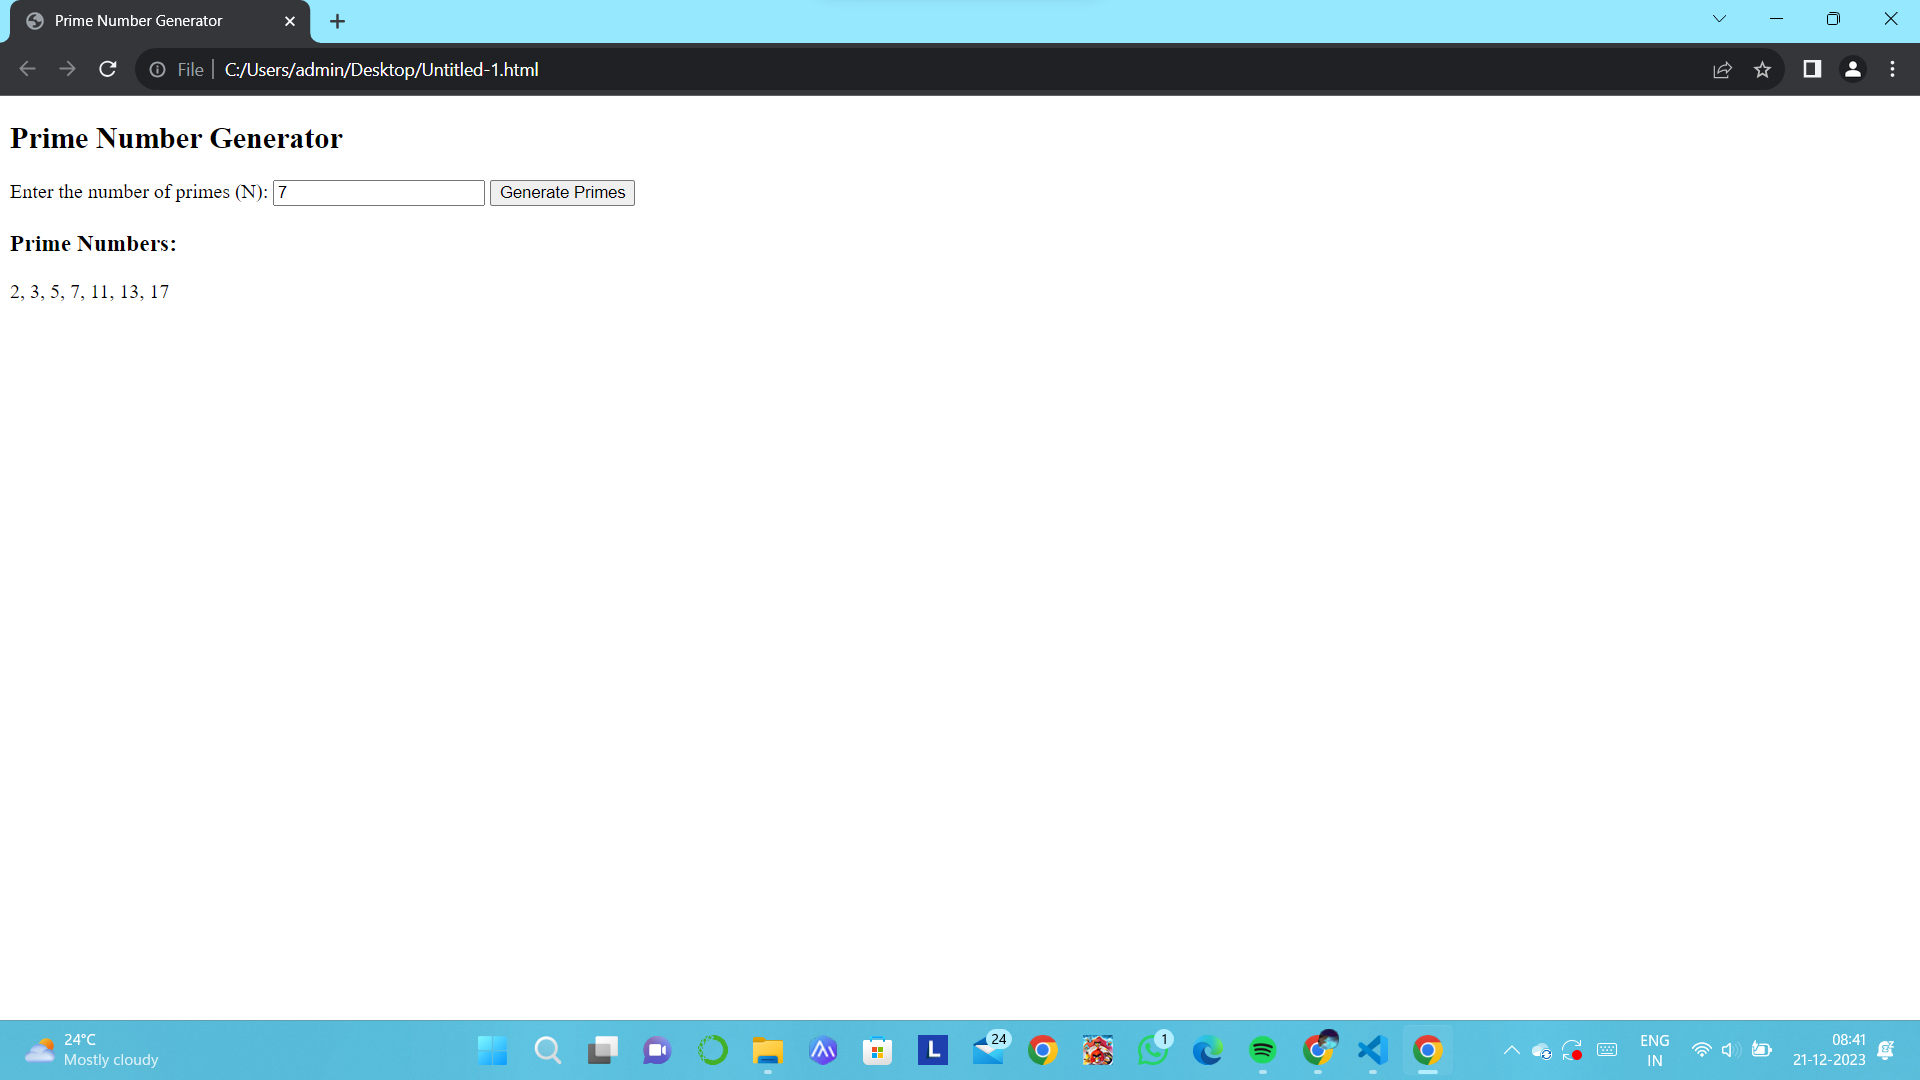 Prime Number Generator
File C:/Users/admin/Desktop/Untitled-1.html
Prime Number Generator
Enter the number of primes (N): 7 Generate Primes
Prime Numbers:
2, 3, 5, 7, 11, 13, 17
24°C
Mostly cloudy
L
24
1
ENG
IN
08:41
21-12-2023